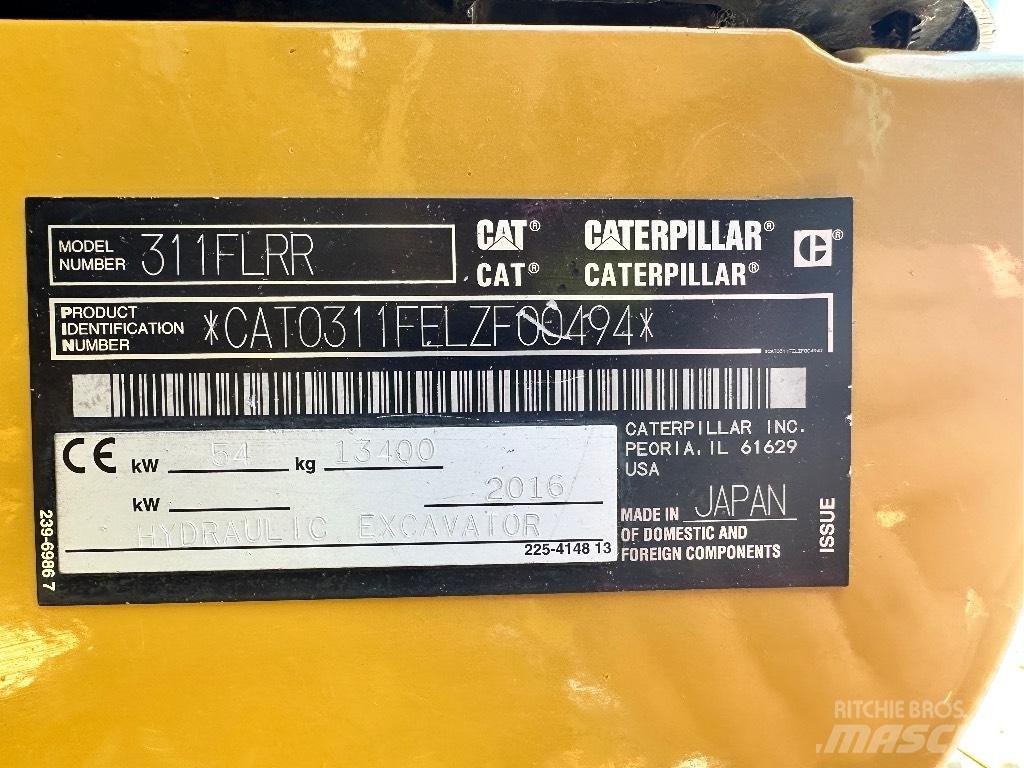 MODEL NUMBER 311FLRR
CAT® CATERPILLAR® ®
CAT® CATERPILLAR®
PRODUCT IDENTIFICATION NUMBER *CAT0311FELZF00494*
CE kW 54 kg 13400
kW 2016
HYDRAULIC EXCAVATOR
225-4148 13
239-6986 7
CATERPILLAR INC.
PEORIA, IL 61629
USA
MADE IN JAPAN
OF DOMESTIC AND
FOREIGN COMPONENTS
ISSUE
RITCHIE BROS.